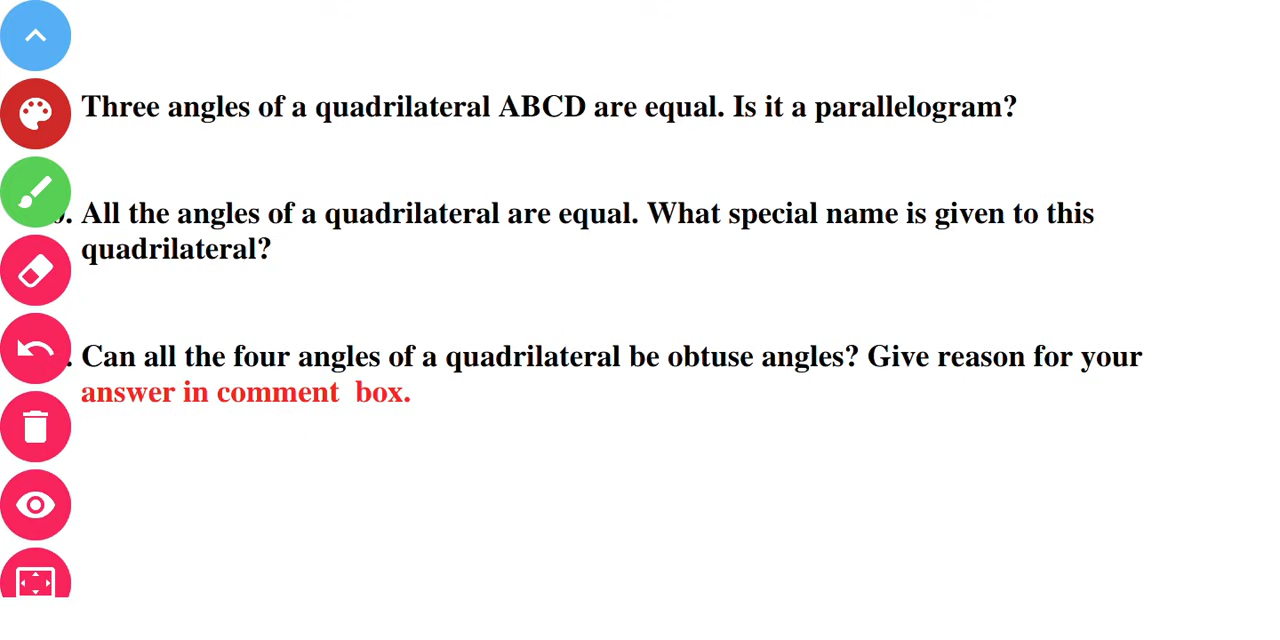 Three angles of a quadrilateral ABCD are equal. Is it a parallelogram?
. All the angles of a quadrilateral are equal. What special name is given to this
quadrilateral?
. Can all the four angles of a quadrilateral be obtuse angles? Give reason for your
answer in comment box.